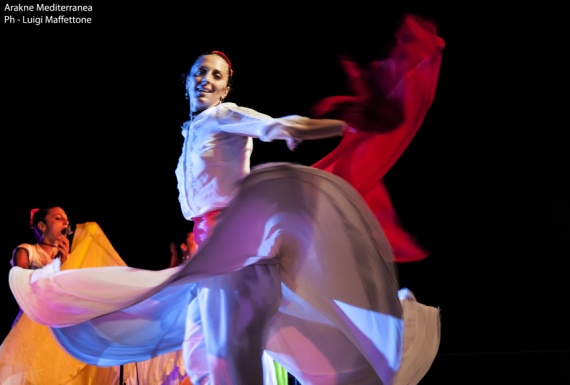 Arakne Mediterranea
Ph - Luigi Maffettone